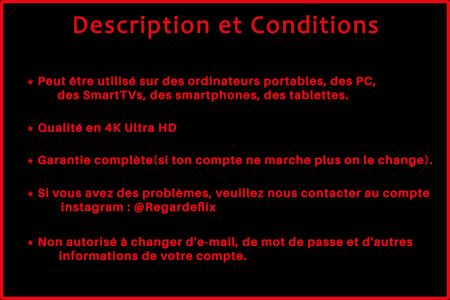 Description et Conditions
* Peut être utilisé sur des ordinateurs portables, des PC,
des SmartTVs, des smartphones, des tablettes.
* Qualité en 4K Ultra HD
* Garantie complète(si ton compte ne marche plus on le change).
* Si vous avez des problèmes, veuillez nous contacter au compte
instagram : @Regardeflix
* Non autorisé à changer d'e-mail, de mot de passe et d'autres
informations de votre compte.